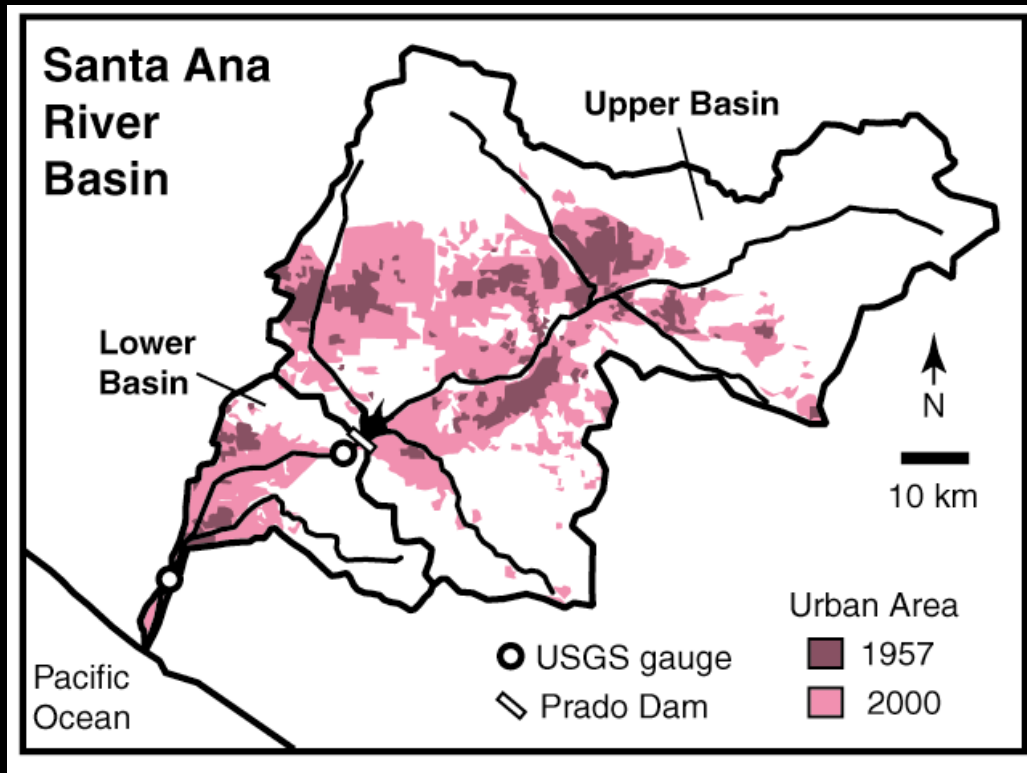 Santa Ana
River
Basin
Upper Basin
Lower
Basin
N
10 km
Urban Area
1957
2000
USGS gauge
Prado Dam
Pacific
Ocean